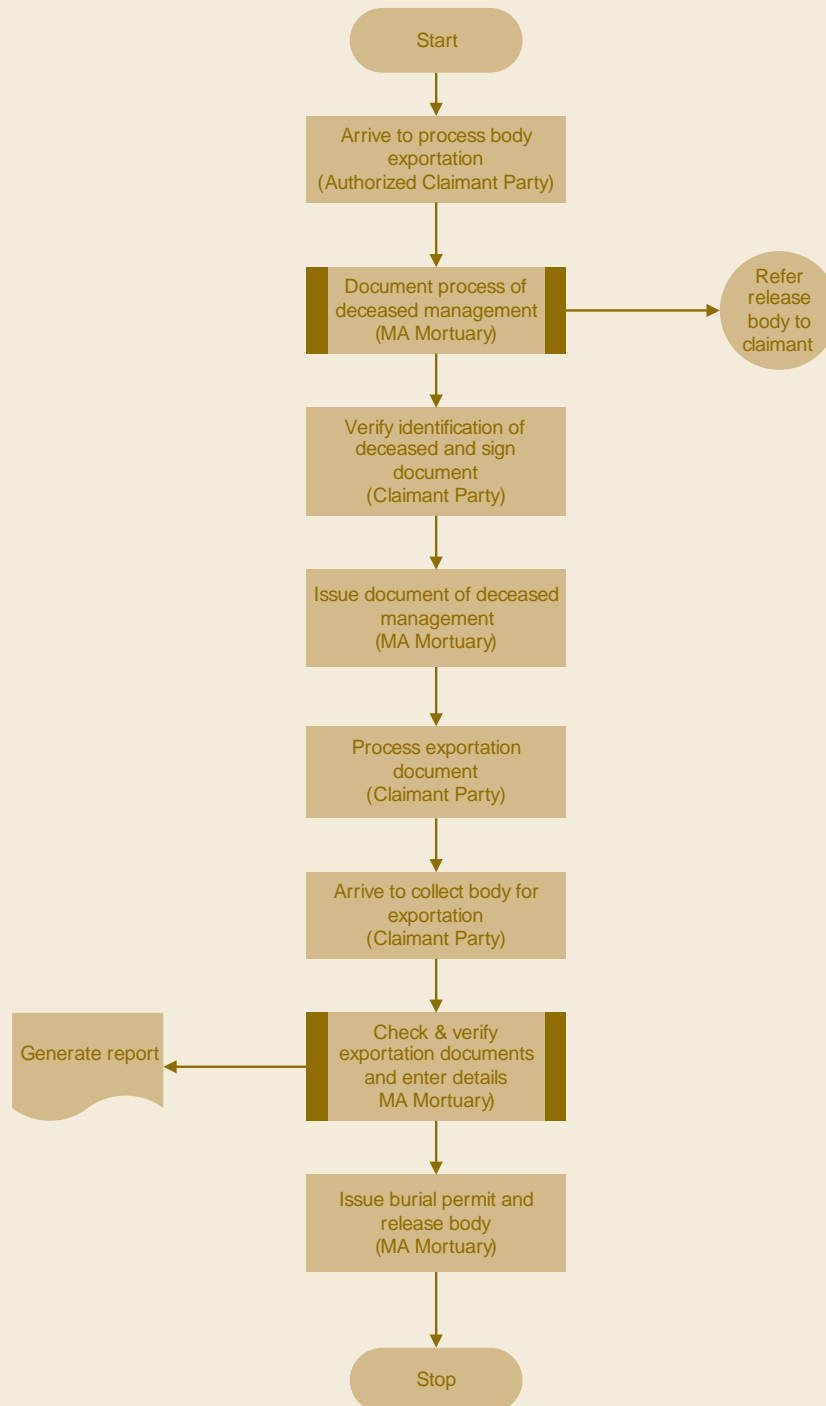 Start
Arrive to process body
exportation
(Authorized Claimant Party)
Document process of
deceased management
(MA Mortuary)
Refer
release
body to
claimant
Verify identification of
deceased and sign
document
(Claimant Party)
Issue document of deceased
management
(MA Mortuary)
Process exportation
document
(Claimant Party)
Arrive to collect body for
exportation
(Claimant Party)
Check & verify
exportation documents
and enter details
MA Mortuary)
Generate report
Issue burial permit and
release body
(MA Mortuary)
Stop